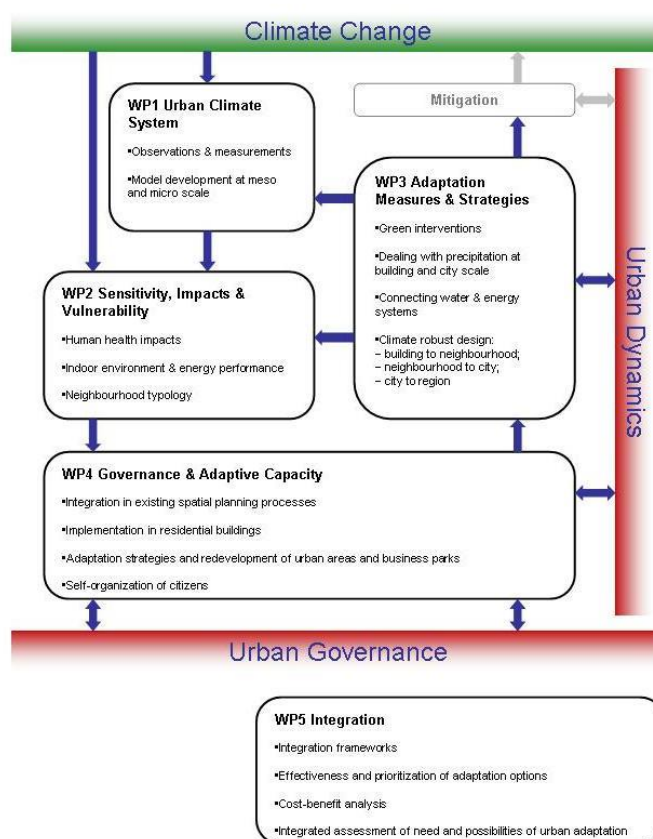 Climate Change
WP1 Urban Climate
System
▪Observations & measurements
▪Model development at meso
and micro scale
Mitigation
WP3 Adaptation
Measures & Strategies
▪Green interventions
▪Dealing with precipitation at
building and city scale
▪Connecting water & energy
systems
▪Climate robust design:
– building to neighbourhood;
– neighbourhood to city;
– city to region
Urban Dynamics
WP2 Sensitivity, Impacts &
Vulnerability
▪Human health impacts
▪Indoor environment & energy performance
▪Neighbourhood typology
WP4 Governance & Adaptive Capacity
▪Integration in existing spatial planning processes
▪Implementation in residential buildings
▪Adaptation strategies and redevelopment of urban areas and business parks
▪Self-organization of citizens
Urban Governance
WP5 Integration
▪Integration frameworks
▪Effectiveness and prioritization of adaptation options
▪Cost-benefit analysis
▪Integrated assessment of need and possibilities of urban adaptation